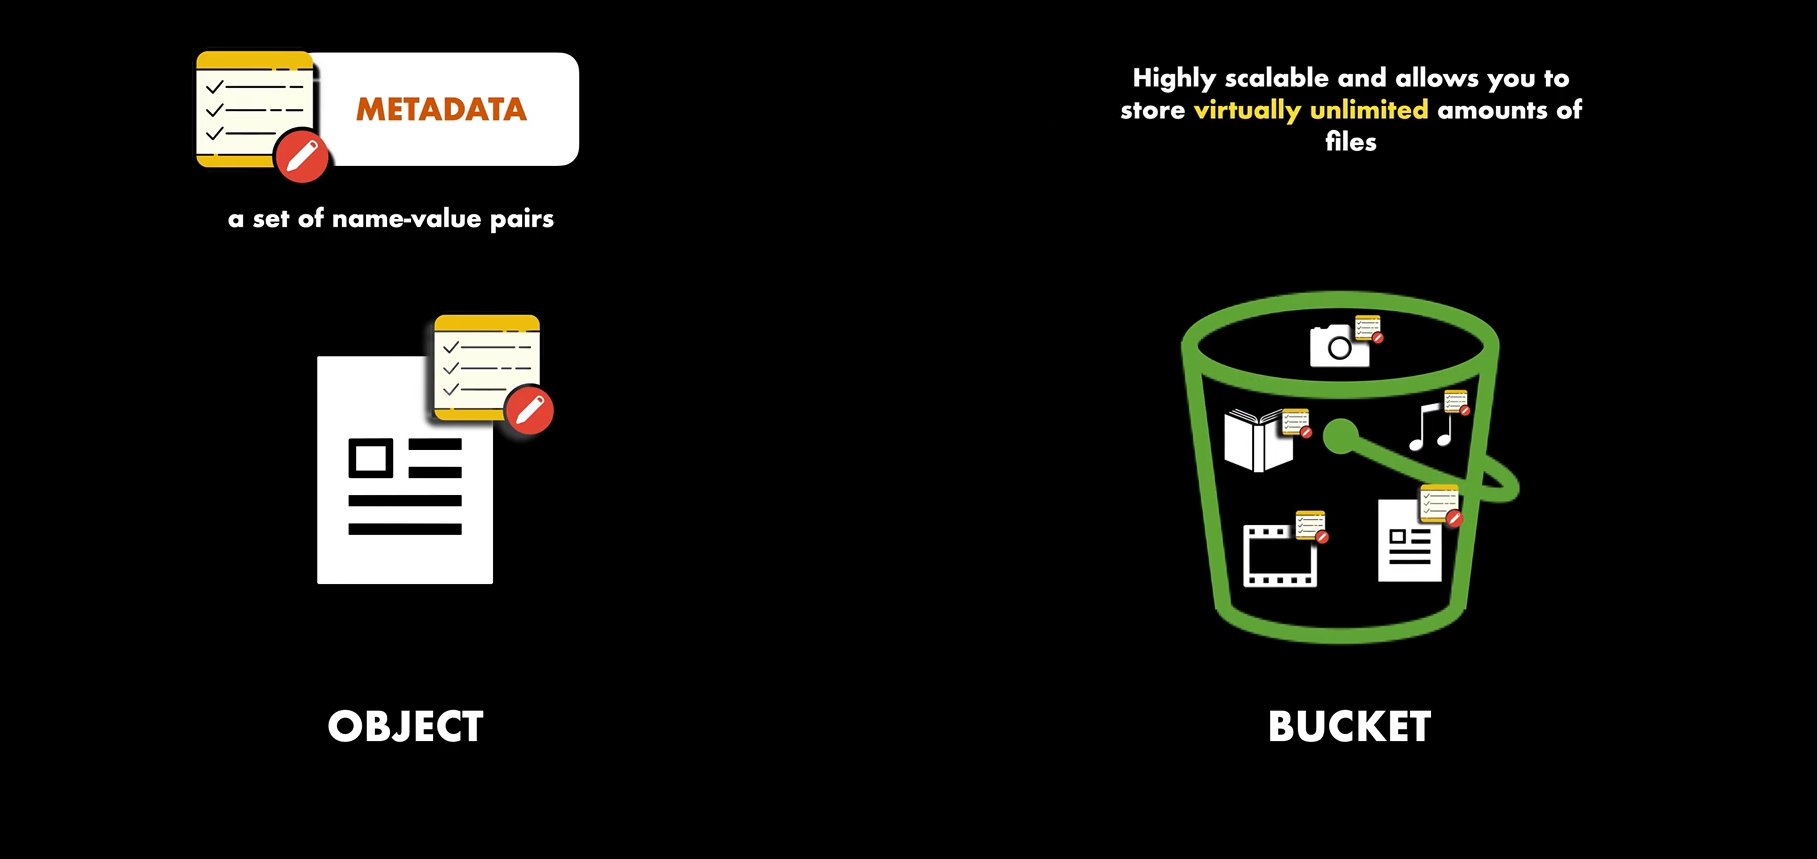 METADATA
a set of name-value pairs
OBJECT
Highly scalable and allows you to
store virtually unlimited amounts of
files
BUCKET